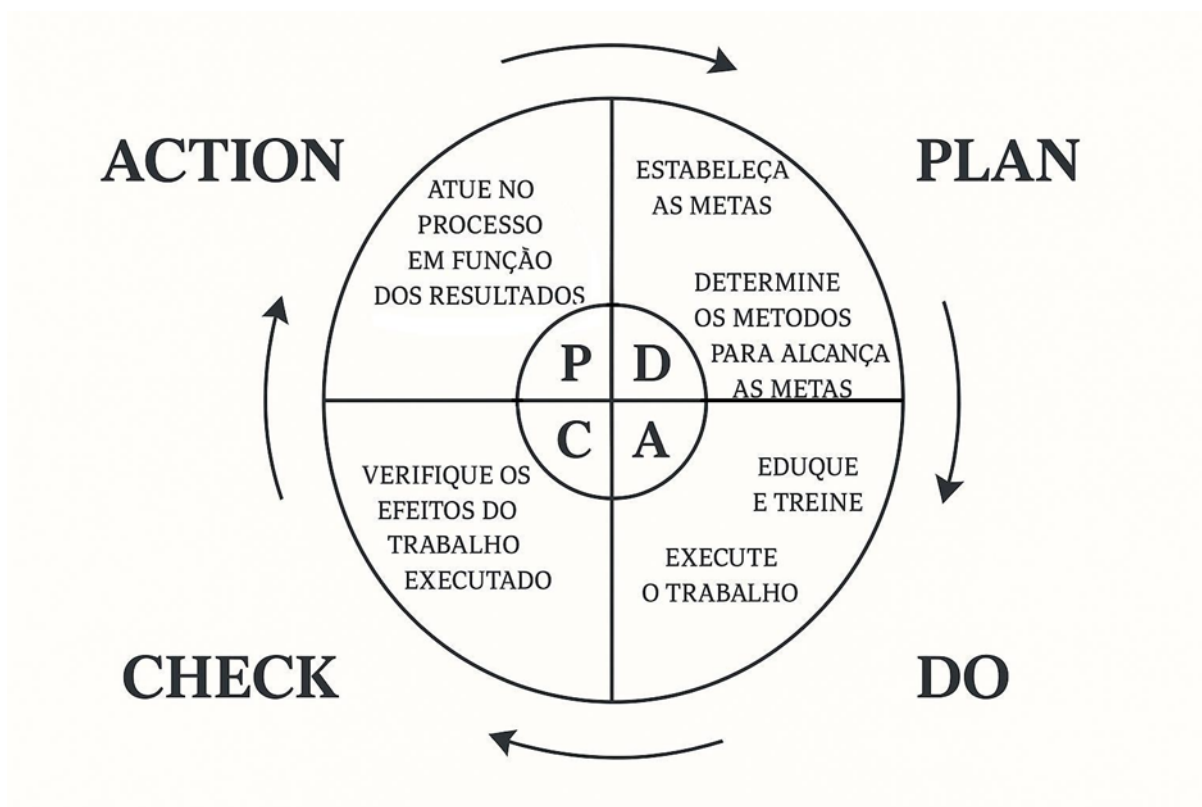 ACTION
PLAN
ATUE NO
PROCESSO
EM FUNÇÃO
DOS RESULTADOS
ESTABELEÇA
AS METAS
DETERMINE
OS METODOS
PARA ALCANÇA
AS METAS
P D
C A
VERIFIQUE OS
EFEITOS DO
TRABALHO
EXECUTADO
EDUQUE
E TREINE
EXECUTE
O TRABALHO
CHECK
DO